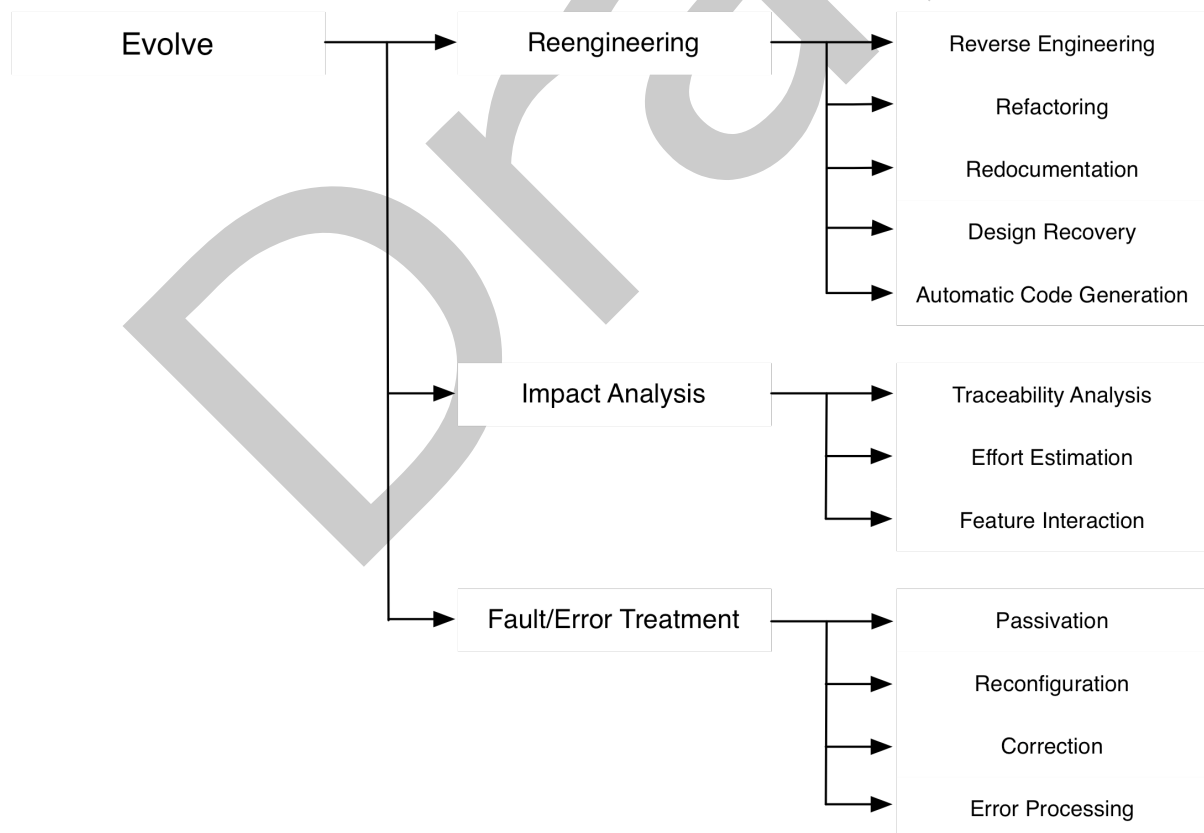 Evolve
Reengineering
Reverse Engineering
Refactoring
Redocumentation
Design Recovery
Automatic Code Generation
Impact Analysis
Traceability Analysis
Effort Estimation
Feature Interaction
Fault/Error Treatment
Passivation
Reconfiguration
Correction
Error Processing